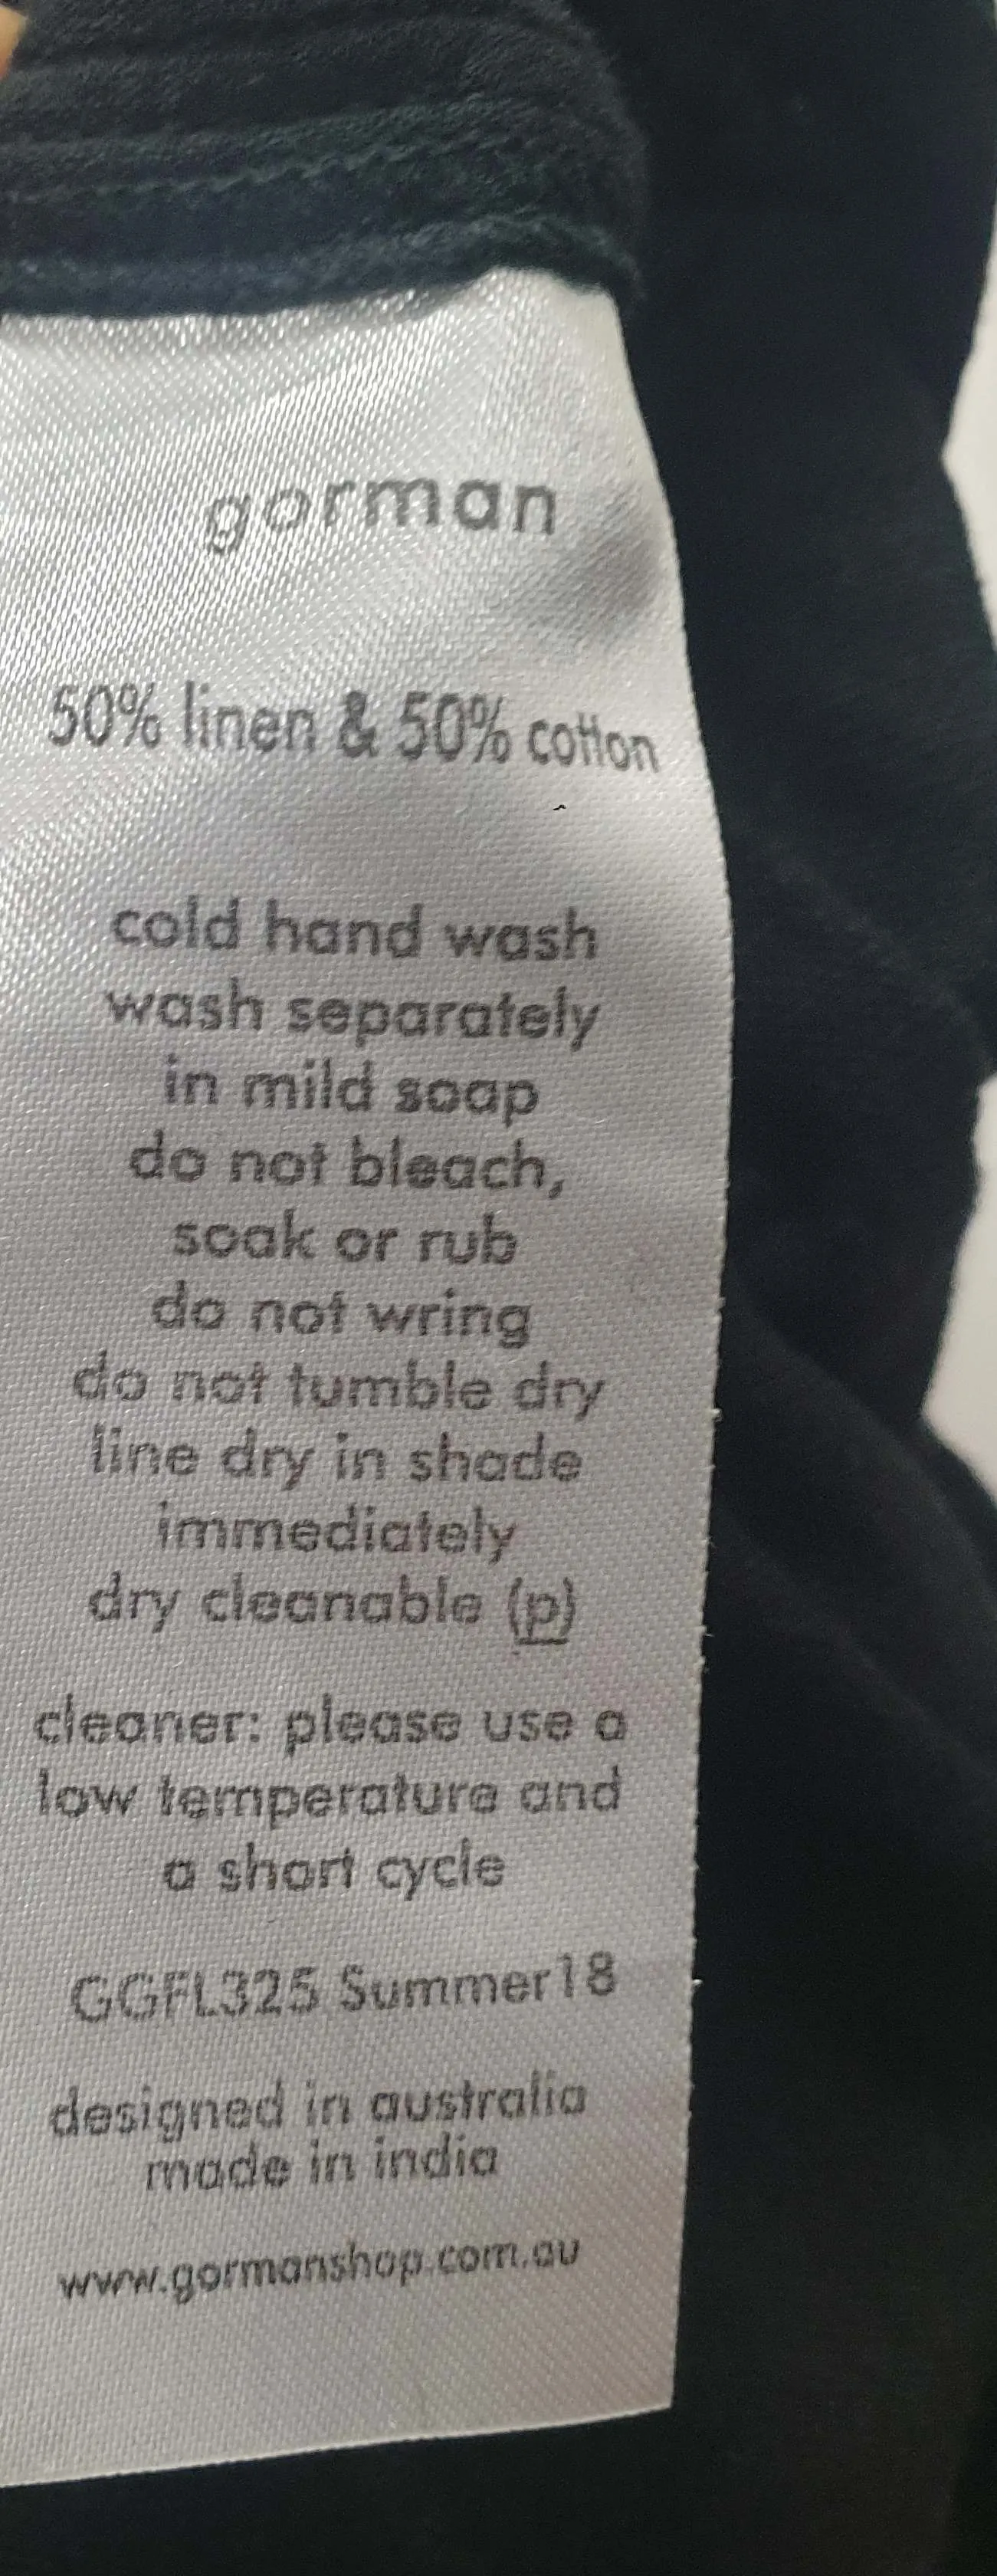 gorman
50% linen & 50% cotton
cold hand wash
wash separately
in mild soap
do not bleach,
soak or rub
do not wring
do not tumble dry
line dry in shade
immediately
dry cleanable (p)
cleaner: please use a
low temperature and
a short cycle
GGFL325 Summer18
designed in australia
made in india
www.gormanshop.com.au